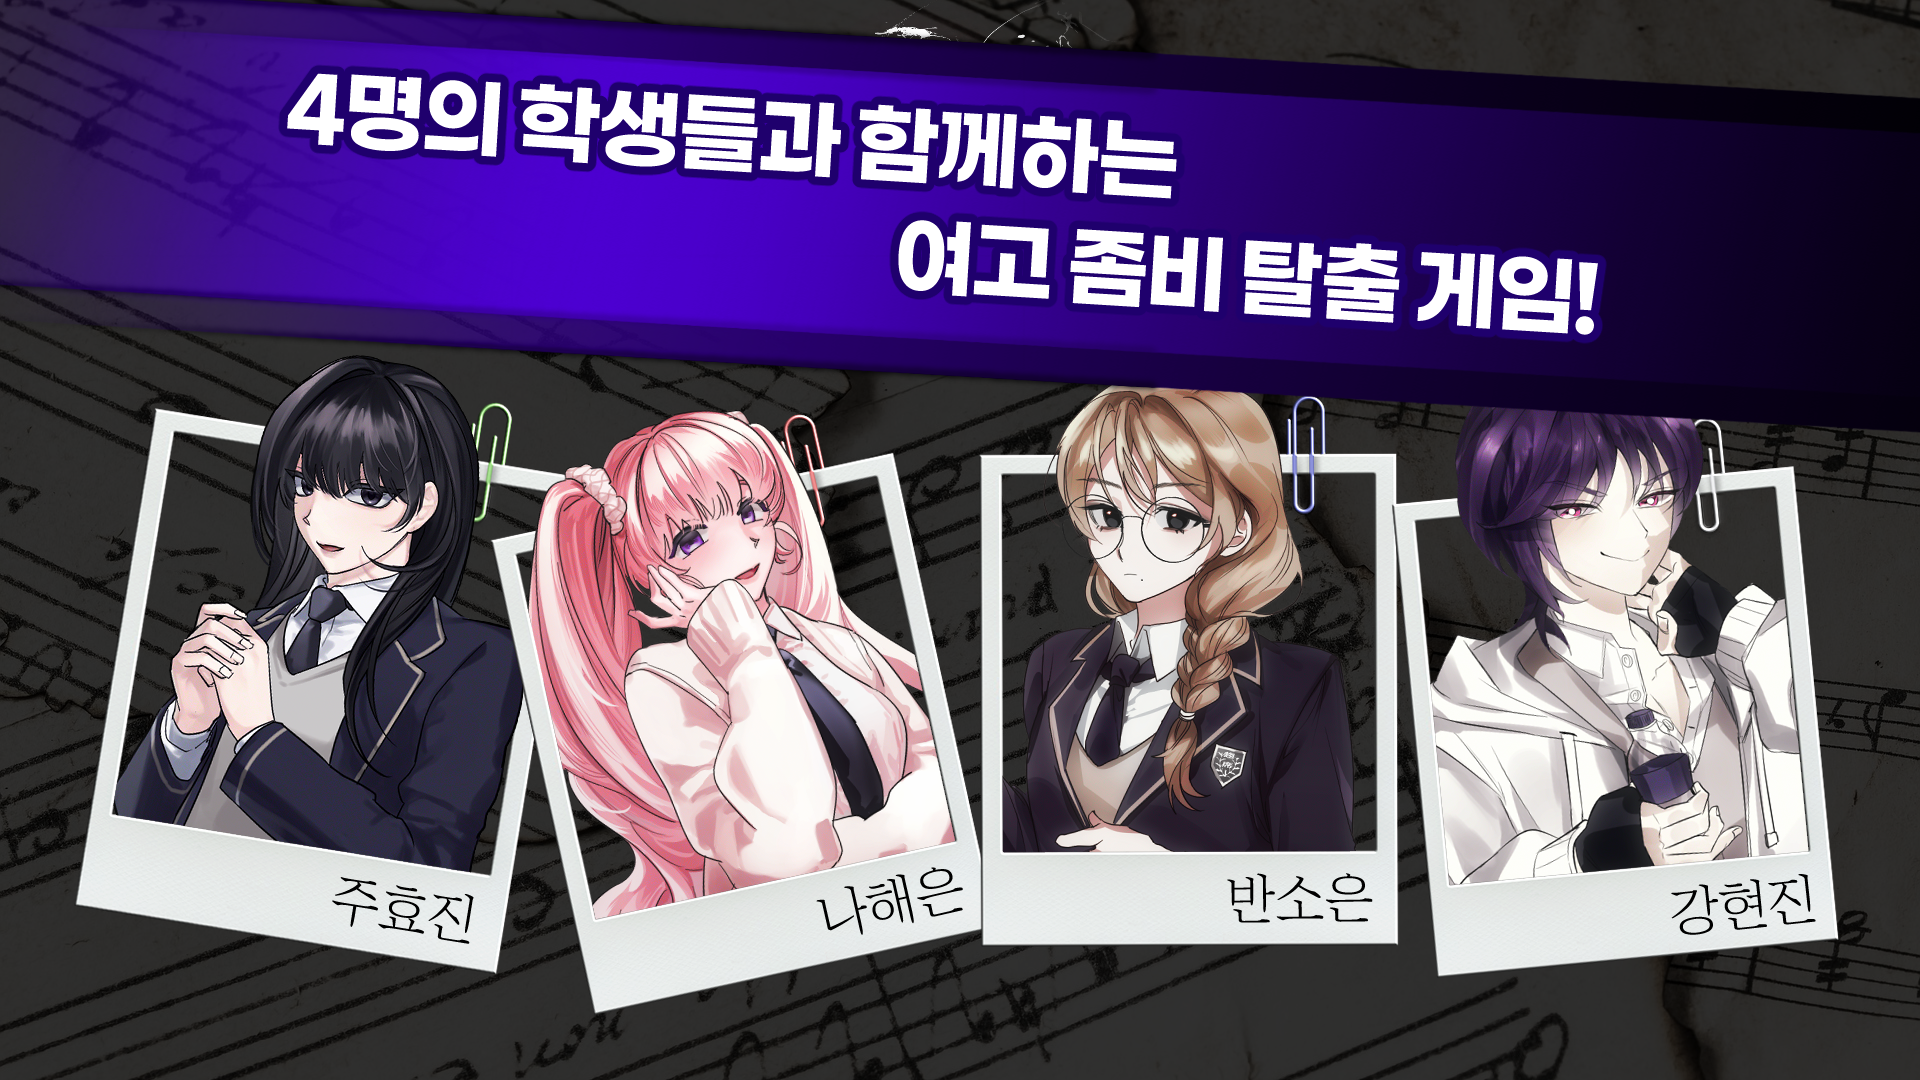 4명의 학생들과 함께하는
여고 좀비 탈출 게임!
주효진
나해은
반소은
강현진